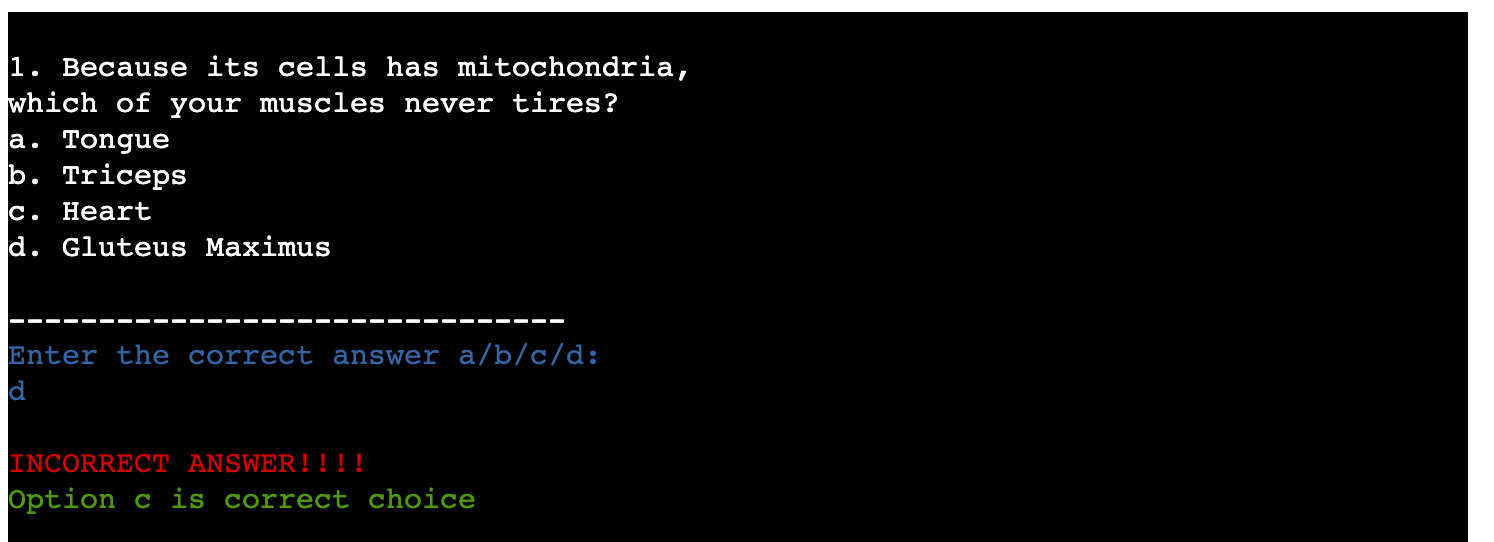 1. Because its cells has mitochondria,
which of your muscles never tires?
a. Tongue
b. Triceps
c. Heart
d. Gluteus Maximus
-------------------------------
Enter the correct answer a/b/c/d:
d
INCORRECT ANSWER!!!!
Option c is correct choice